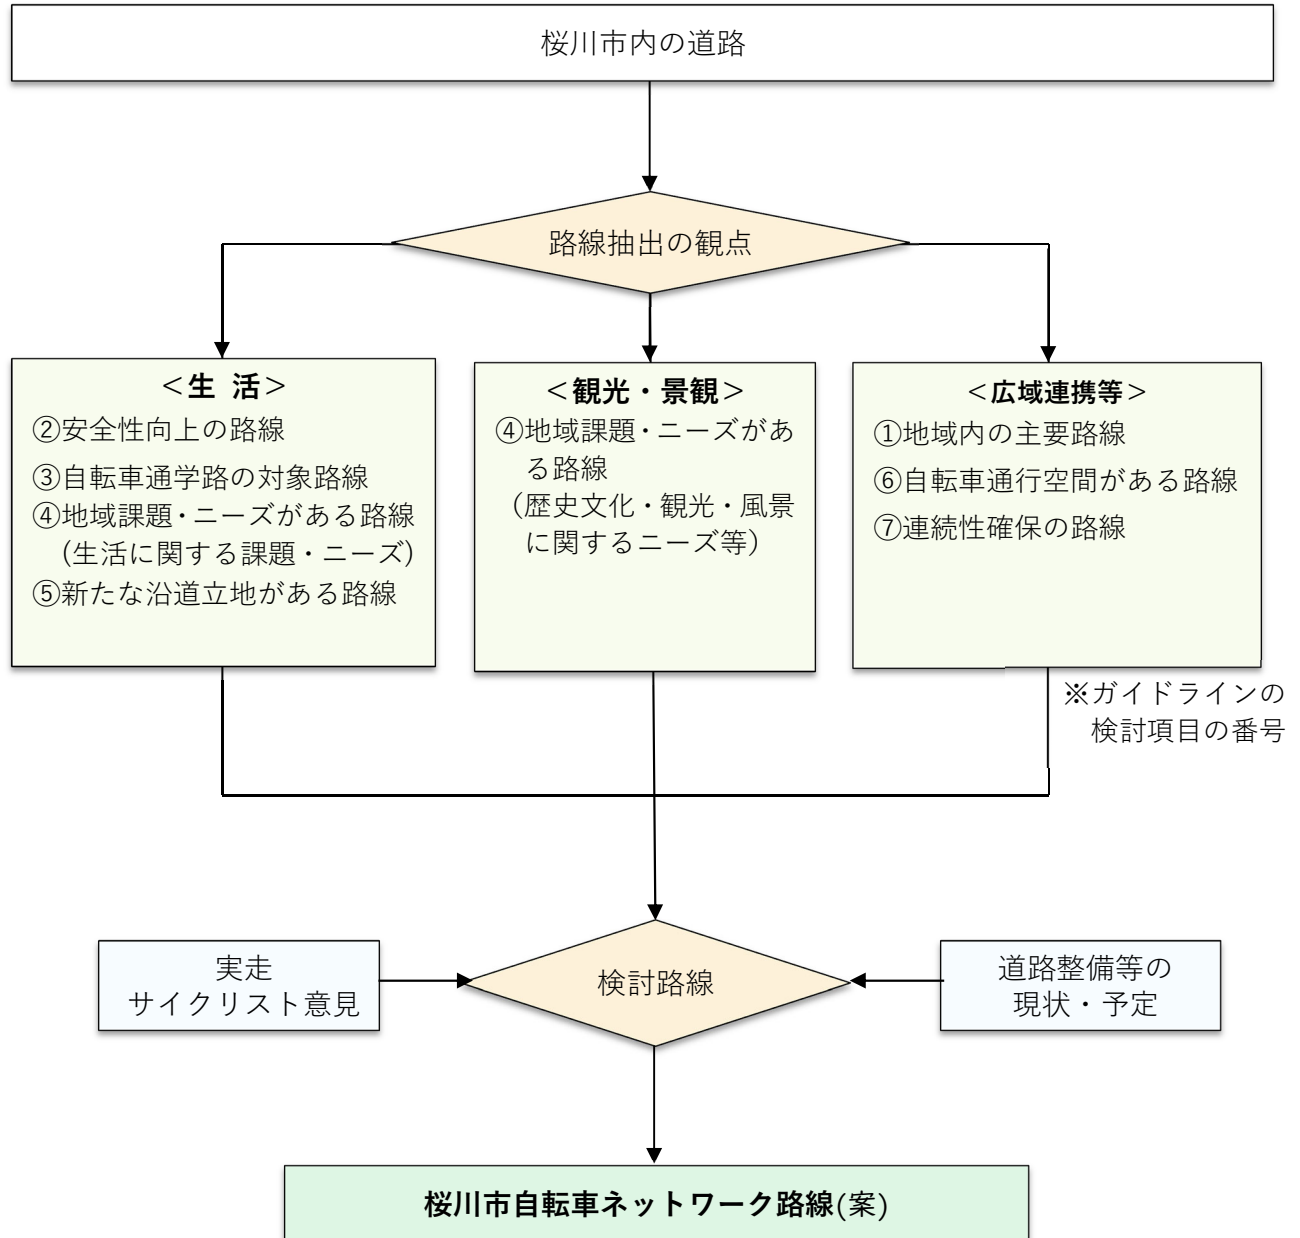 桜川市内の道路
路線抽出の観点
＜生 活＞
②安全性向上の路線
③自転車通学路の対象路線
④地域課題・ニーズがある路線
(生活に関する課題・ニーズ)
⑤新たな沿道立地がある路線
＜観光・景観＞
④地域課題・ニーズがあ
る路線
(歴史文化・観光・風景
に関するニーズ等)
＜広域連携等＞
①地域内の主要路線
⑥自転車通行空間がある路線
⑦連続性確保の路線
※ガイドラインの
検討項目の番号
実走
サイクリスト意見
検討路線
道路整備等の
現状・予定
桜川市自転車ネットワーク路線(案)